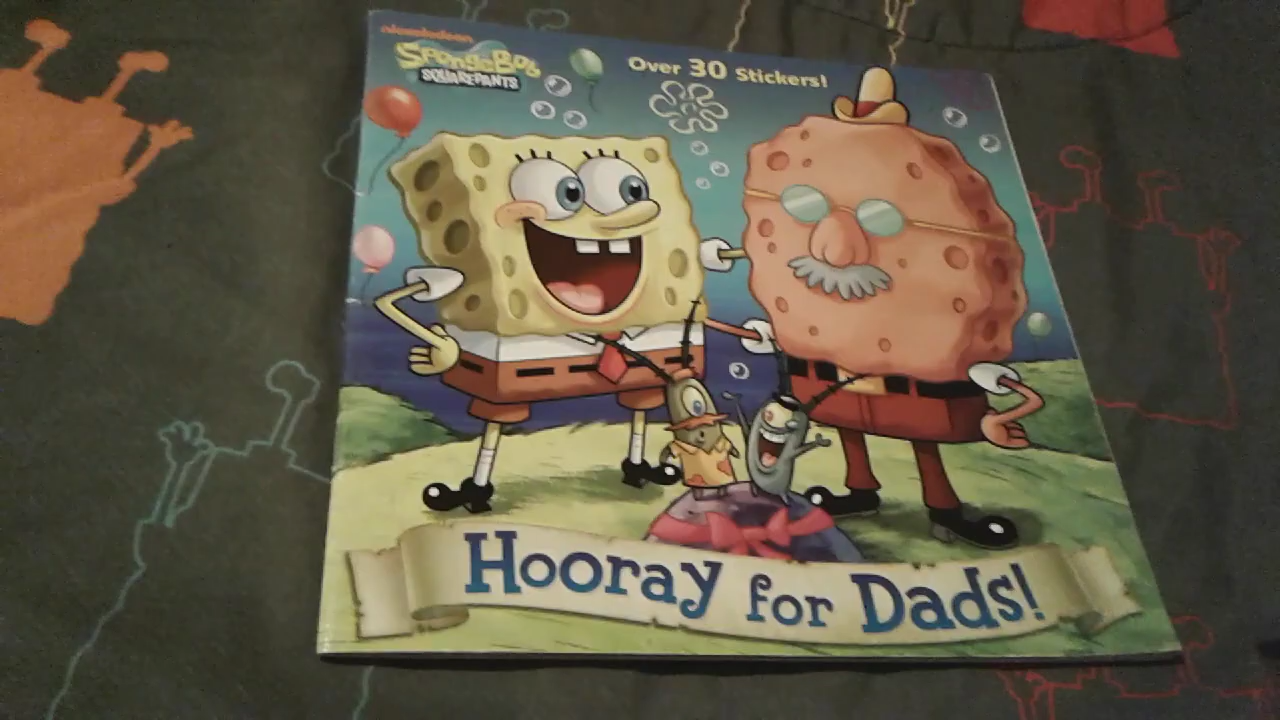 nickelodeon
SpongeBob
SQUAREPANTS
Over 30 Stickers!
Hooray for Dads!